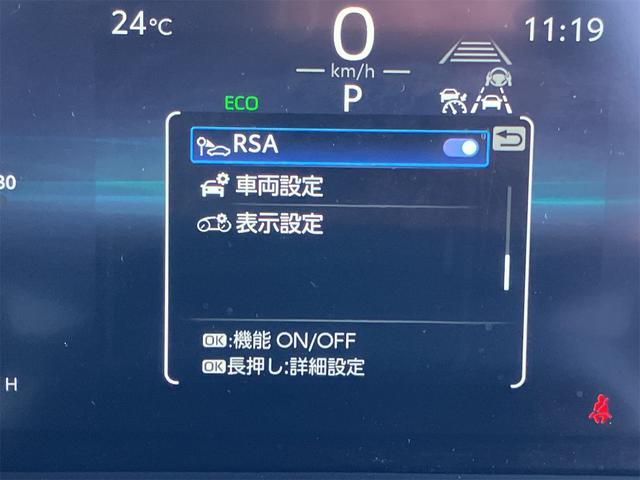 24℃
0
11:19
km/h
ECO
P
RSA
30
車両設定
表示設定
OK:機能 ON/OFF
OK長押し:詳細設定
H